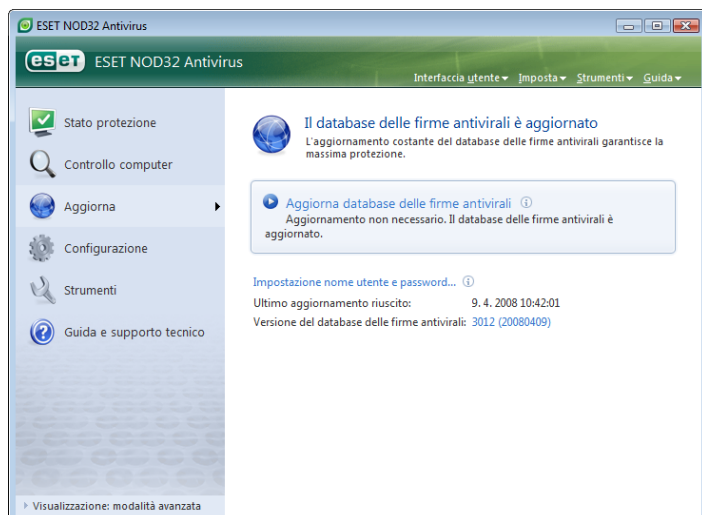 ESET NOD32 Antivirus
eset ESET NOD32 Antivirus
Interfaccia utente Imposta Strumenti Guida
Stato protezione
Controllo computer
Aggiorna
Configurazione
Strumenti
Guida e supporto tecnico
Visualizzazione: modalità avanzata
Il database delle firme antivirali è aggiornato
L'aggiornamento costante del database delle firme antivirali garantisce la
massima protezione.
Aggiorna database delle firme antivirali
Aggiornamento non necessario. Il database delle firme antivirali è
aggiornato.
Impostazione nome utente e password...
Ultimo aggiornamento riuscito: 9. 4. 2008 10:42:01
Versione del database delle firme antivirali: 3012 (20080409)